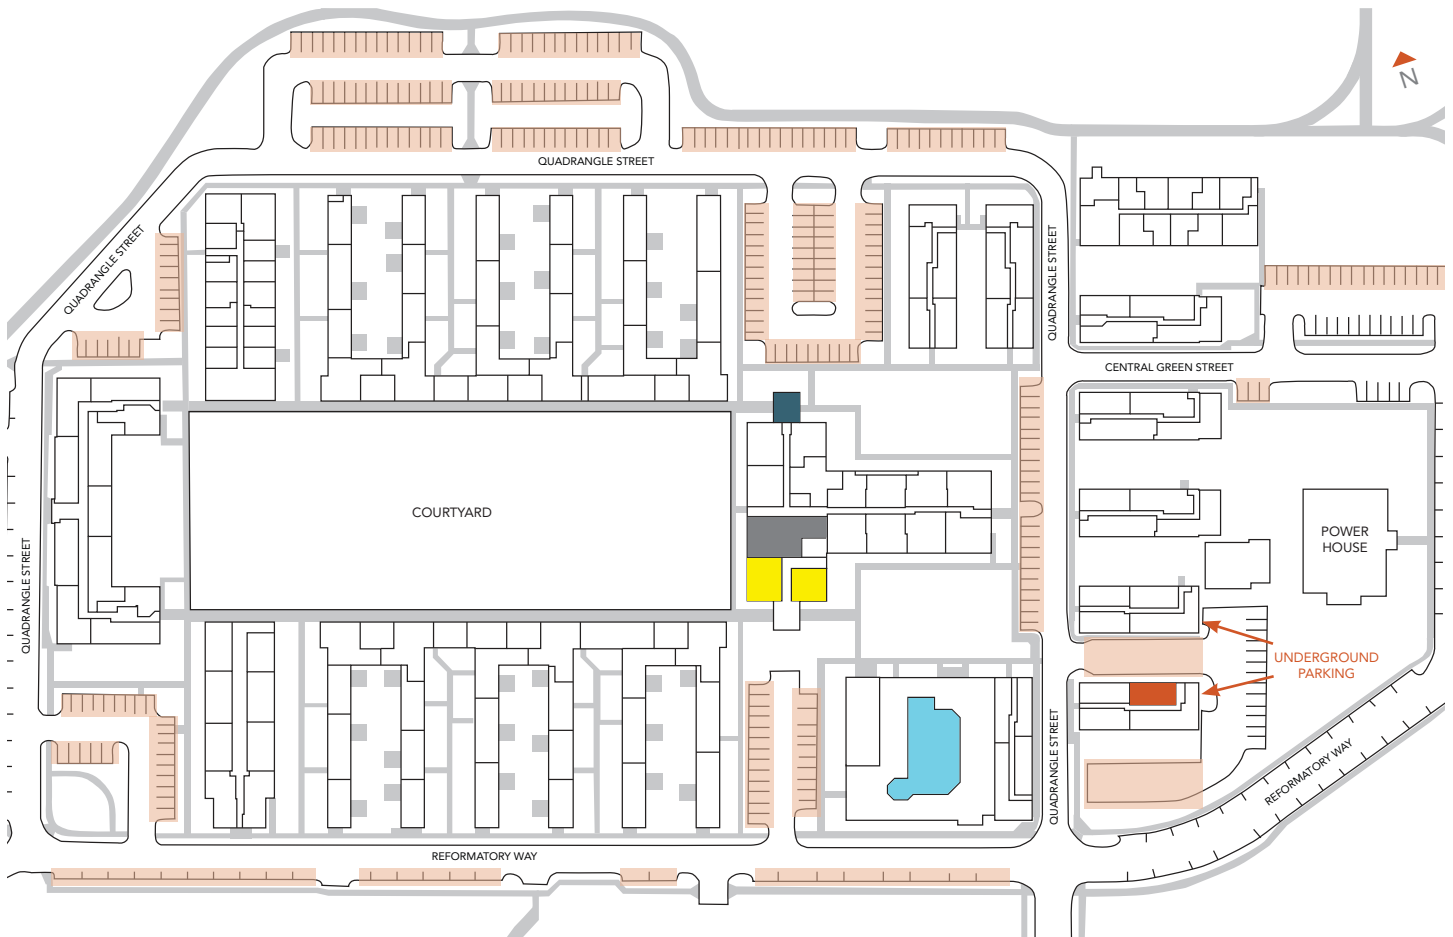 N
QUADRANGLE STREET
QUADRANGLE STREET
QUADRANGLE STREET
CENTRAL GREEN STREET
COURTYARD
POWER
HOUSE
QUADRANGLE STREET
UNDERGROUND
PARKING
QUADRANGLE STREET
REFORMATORY WAY
REFORMATORY WAY